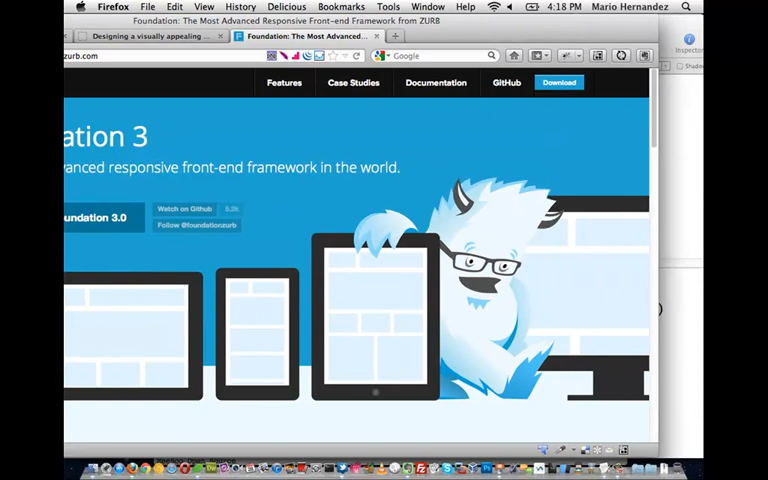 Firefox File Edit View History Delicious Bookmarks Tools Window Help 4:18 PM Mario Hernandez
Foundation: The Most Advanced Responsive Front-end Framework from ZURB
Designing a visually appealing ... Foundation: The Most Advanced...
zurb.com Google
Inspector
Features Case Studies Documentation GitHub Download
ation 3
vanced responsive front-end framework in the world.
undation 3.0
Watch on Github
Follow @foundationzurb